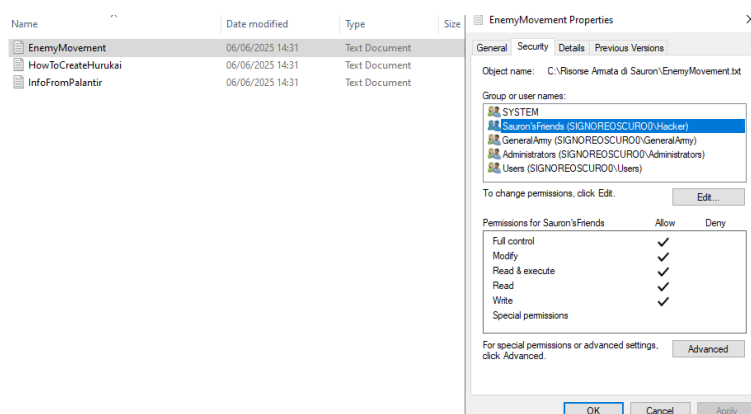 Name
Date modified
Type
Size
EnemyMovement
06/06/2025 14:31
Text Document
HowToCreateHurukai
06/06/2025 14:31
Text Document
InfoFromPalantir
06/06/2025 14:31
Text Document
EnemyMovement Properties
General Security Details Previous Versions
Object name: C:\Risorse Armata di Sauron\EnemyMovement.txt
Group or user names:
SYSTEM
Sauron'sFriends (SIGNOREOSCURO0\Hacker)
GeneralArmy (SIGNOREOSCURO0\GeneralArmy)
Administrators (SIGNOREOSCURO0\Administrators)
Users (SIGNOREOSCURO0\Users)
To change permissions, click Edit.
Edit...
Permissions for Sauron'sFriends Allow Deny
Full control
Modify
Read & execute
Read
Write
Special permissions
For special permissions or advanced settings,
click Advanced.
Advanced
OK Cancel Apply